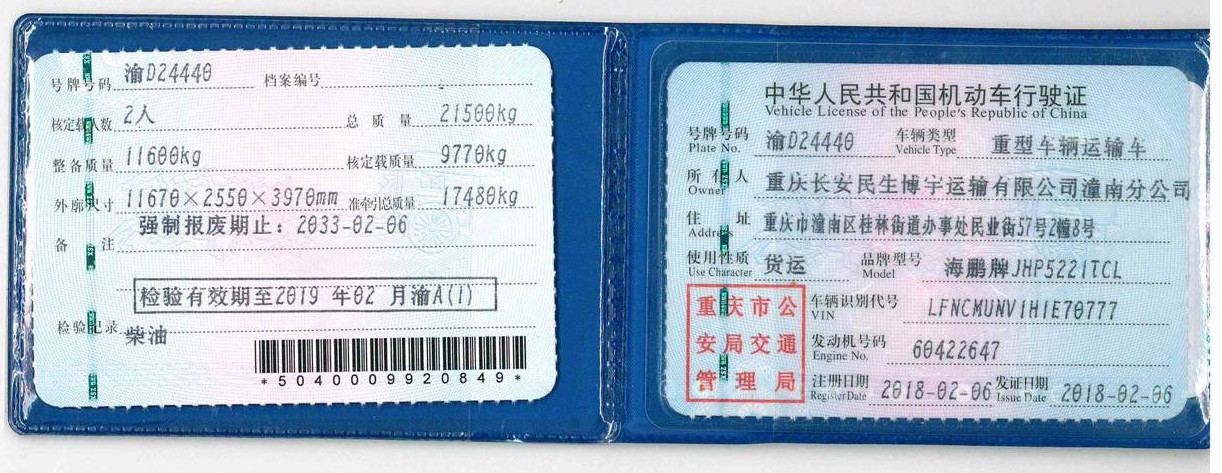 号牌号码 渝D24440 档案编号
核定载人数 2人 总质量 21500kg
整备质量 11600kg 核定载质量 9770kg
外廓尺寸 11670×2550×3970mm 准牵引总质量 17480kg
强制报废期止：2033-02-06
备注
检验有效期至2019 年02 月渝A(1)
检验记录 柴油
*5040009920849*
中华人民共和国机动车行驶证
Vehicle License of the People's Republic of China
号牌号码 渝D24440 车辆类型 重型车辆运输车
Plate No. Vehicle Type
所有人 重庆长安民生博宇运输有限公司潼南分公司
Owner
住址 重庆市潼南区桂林街道办事处民业街57号2幢8号
Address
使用性质 货运 品牌型号 海鹏牌JHP5221TCL
Use Character Model
重庆市公
安局交通
管理局
车辆识别代号 LFNCMUNV1H1E70777
VIN
发动机号码 60422647
Engine No.
注册日期 2018-02-06 发证日期 2018-02-06
Register Date Issue Date